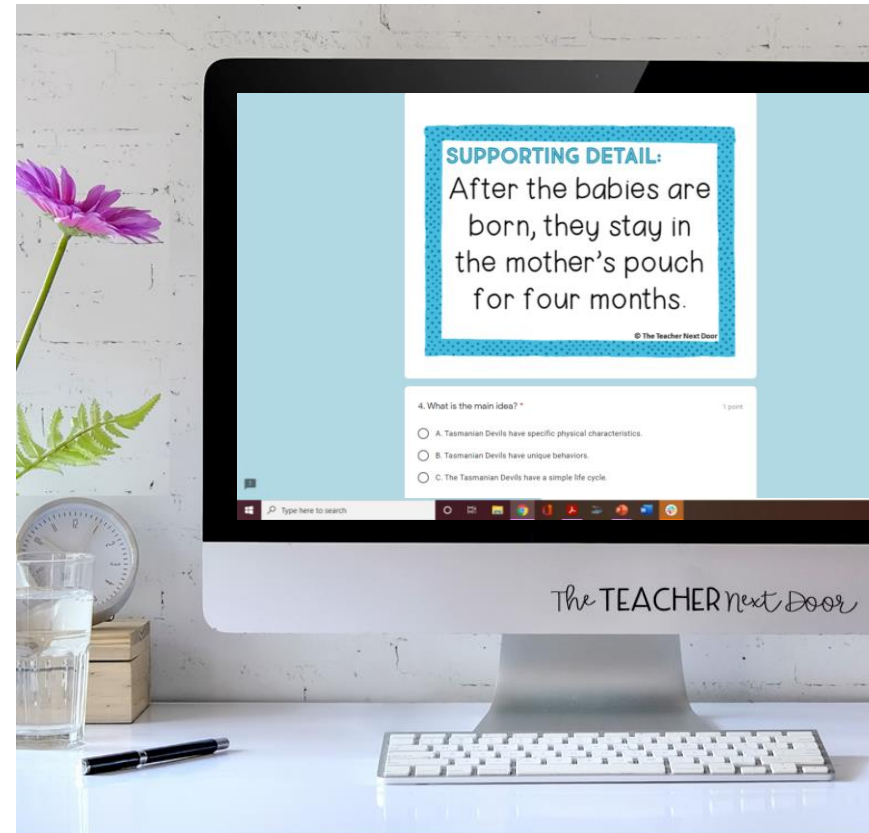 SUPPORTING DETAIL:
After the babies are
born, they stay in
the mother's pouch
for four months.
© The Teacher Next Door
4. What is the main idea? *
1 point
A. Tasmanian Devils have specific physical characteristics.
B. Tasmanian Devils have unique behaviors.
C. The Tasmanian Devils have a simple life cycle.
Type here to search
The TEACHER Next Door